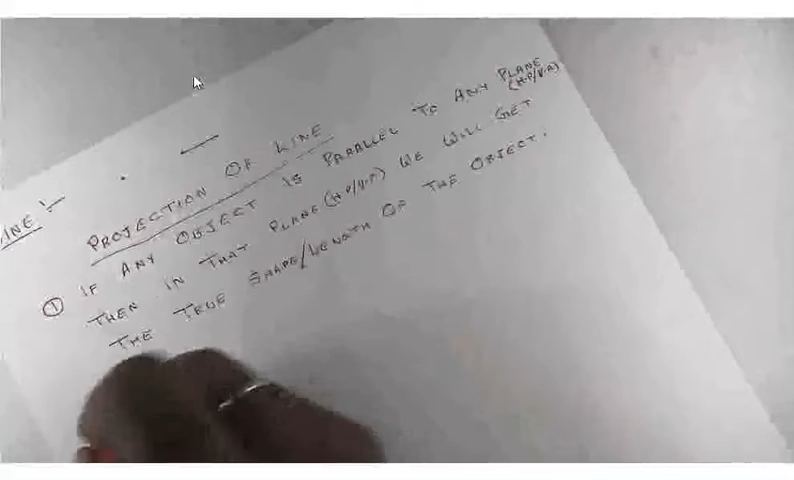 LINE :-
PROJECTION OF LINE
① IF ANY OBJECT IS PARALLEL TO ANY PLANE (H.P/V.P)
THEN IN THAT PLANE (H.P/V.P) WE WILL GET
THE TRUE SHAPE/LENGTH OF THE OBJECT.